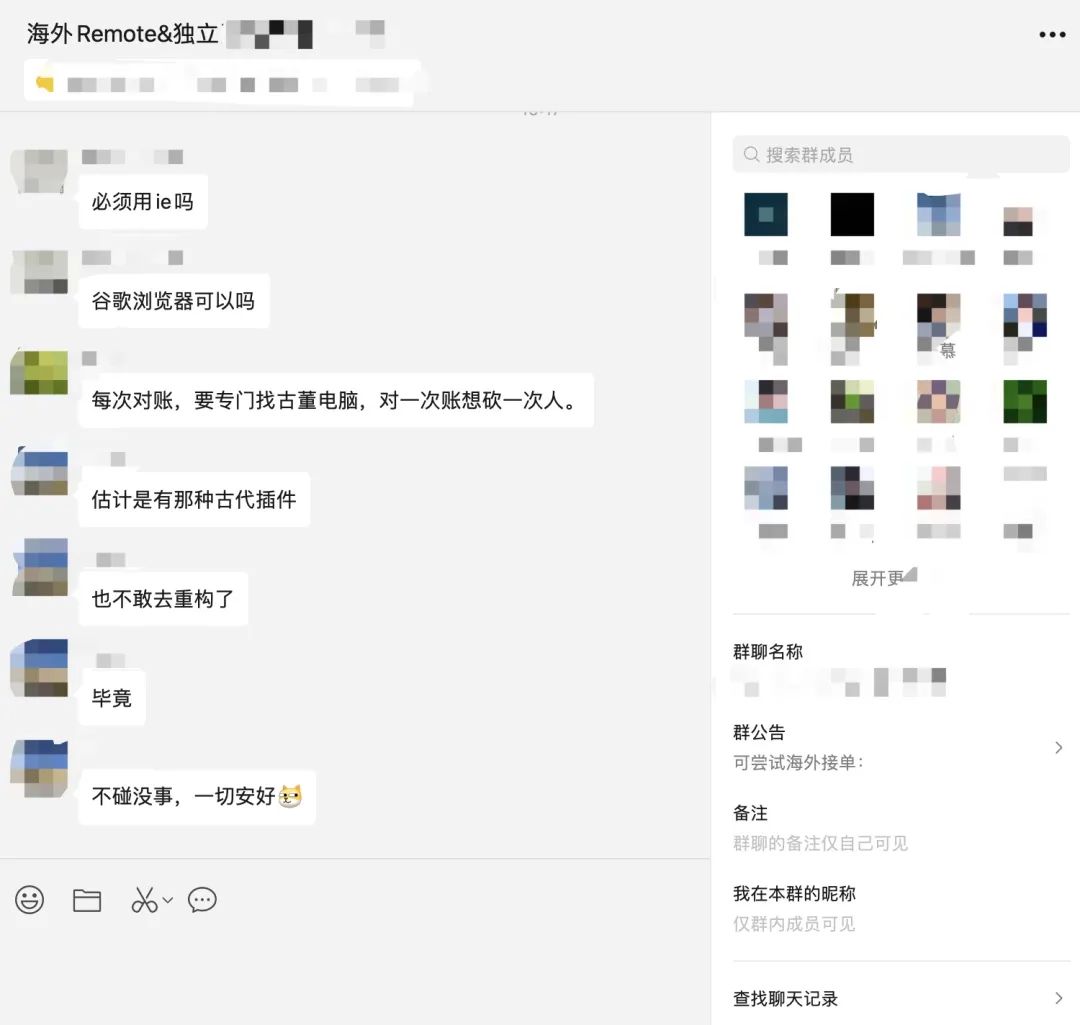 海外Remote&独立
必须用ie吗
谷歌浏览器可以吗
每次对账，要专门找古董电脑，对一次账想砍一次人。
估计是有那种古代插件
也不敢去重构了
毕竟
不碰没事，一切安好
搜索群成员
慕
展开更
群聊名称
群公告
可尝试海外接单：
备注
群聊的备注仅自己可见
我在本群的昵称
仅群内成员可见
查找聊天记录